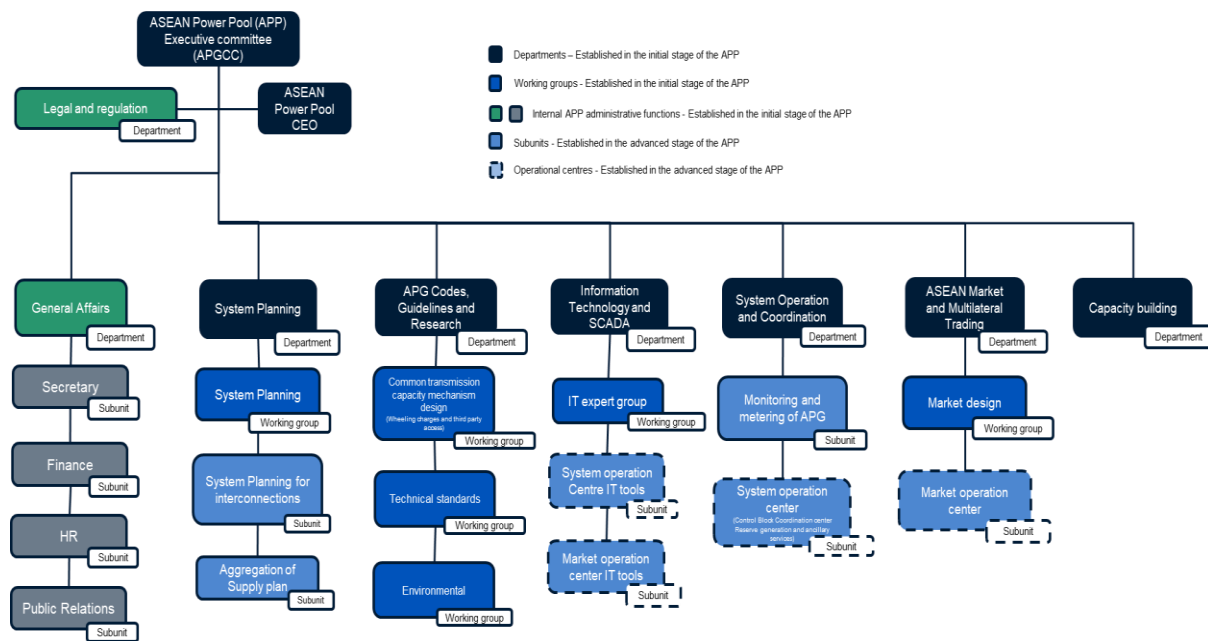 ASEAN Power Pool (APP)
Executive committee
(APGCC)
Legal and regulation
Department
ASEAN
Power Pool
CEO
Departments – Established in the initial stage of the APP
Working groups - Established in the initial stage of the APP
Internal APP administrative functions - Established in the initial stage of the APP
Subunits - Established in the advanced stage of the APP
Operational centres - Established in the advanced stage of the APP
General Affairs
Department
Secretary
Subunit
Finance
Subunit
HR
Subunit
Public Relations
Subunit
System Planning
Department
System Planning
Working group
System Planning for
interconnections
Subunit
Aggregation of
Supply plan
Subunit
APG Codes,
Guidelines and
Research
Department
Common transmission
capacity mechanism
design
(Wheeling charges and third party
access)
Working group
Technical standards
Working group
Environmental
Working group
Information
Technology and
SCADA
Department
IT expert group
Working group
System operation
Centre IT tools
Subunit
Market operation
center IT tools
Subunit
System Operation
and Coordination
Department
Monitoring and
metering of APG
Subunit
System operation
center
(Control Block Coordination center
Reserve generation and ancillary
services)
Subunit
ASEAN Market
and Multilateral
Trading
Department
Market design
Working group
Market operation
center
Subunit
Capacity building
Department